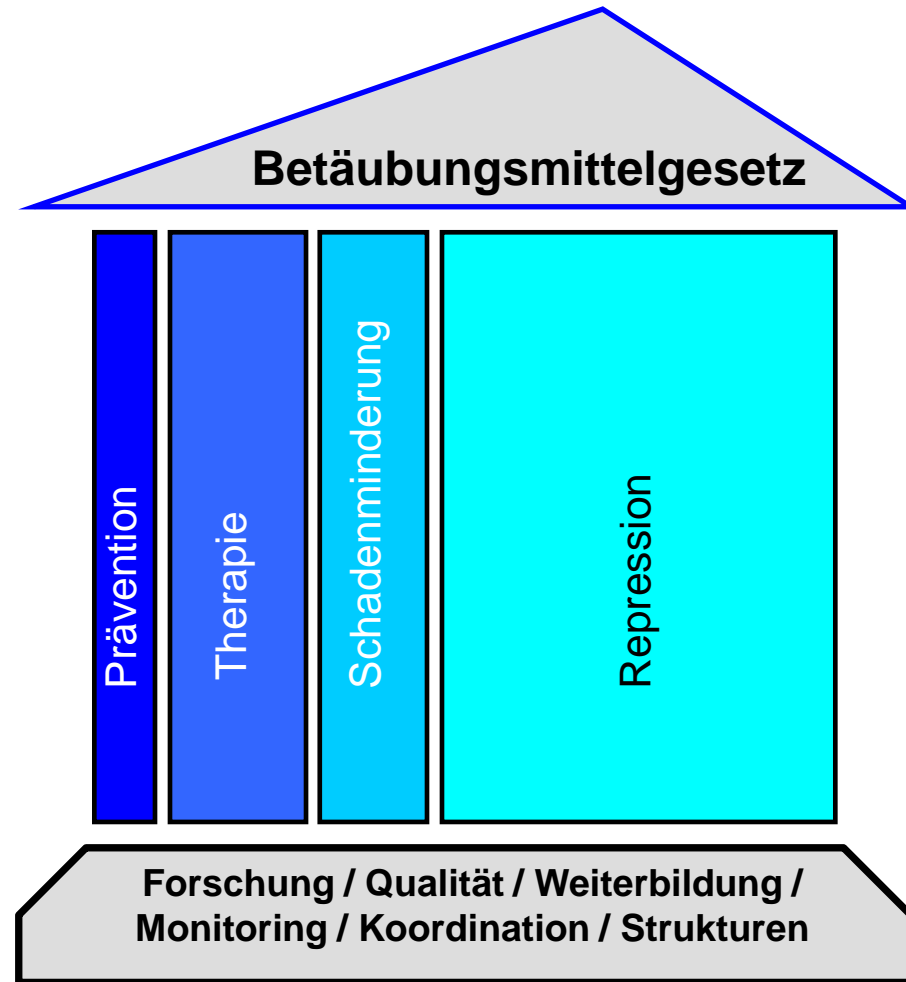 Betäubungsmittelgesetz
Prävention
Therapie
Schadenminderung
Repression
Forschung / Qualität / Weiterbildung /
Monitoring / Koordination / Strukturen